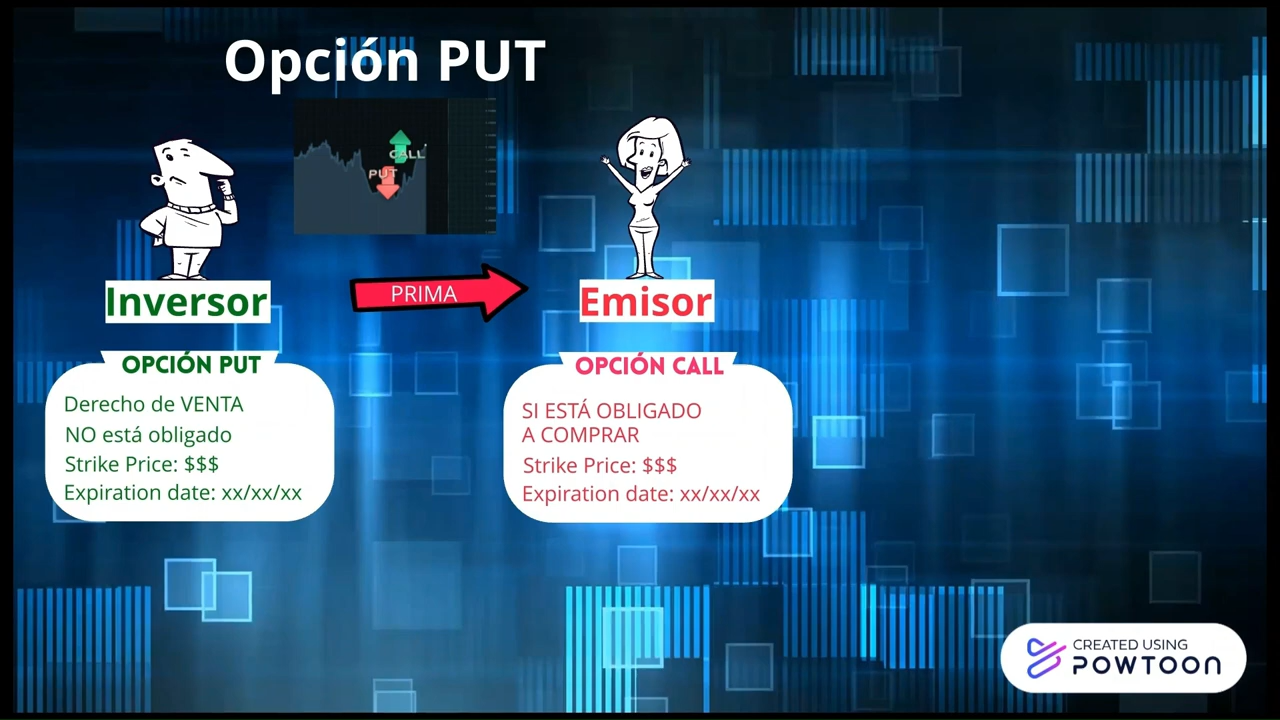 Opción PUT
CALL
PUT
Inversor
PRIMA
Emisor
OPCIÓN PUT
Derecho de VENTA
NO está obligado
Strike Price: $$$
Expiration date: xx/xx/xx
OPCIÓN CALL
SI ESTÁ OBLIGADO
A COMPRAR
Strike Price: $$$
Expiration date: xx/xx/xx
CREATED USING
POWTOON